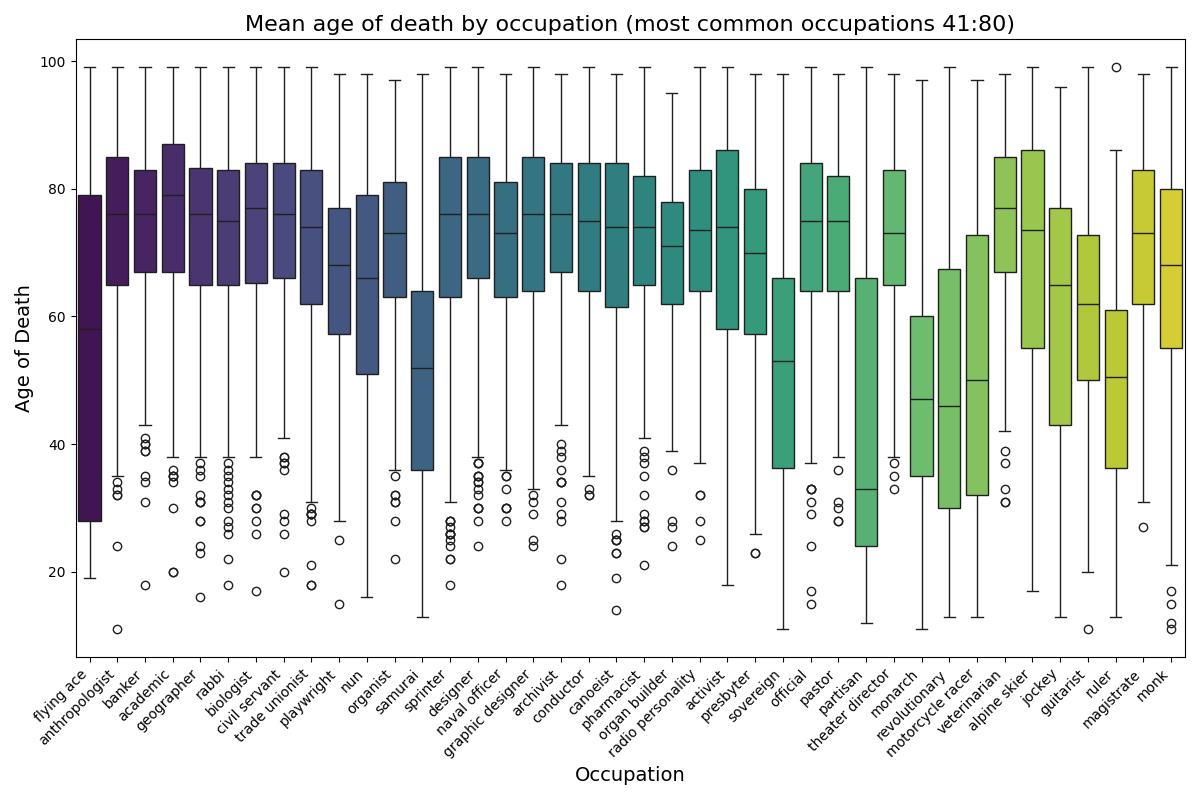 Mean age of death by occupation (most common occupations 41:80)
100
80
60
40
20
Age of Death
flying ace
anthropologist
banker
academic
geographer
rabbi
biologist
civil servant
trade unionist
playwright
nun
organist
samurai
sprinter
designer
naval officer
graphic designer
archivist
conductor
canoeist
pharmacist
organ builder
radio personality
activist
presbyter
sovereign
official
pastor
partisan
theater director
monarch
revolutionary
motorcycle racer
veterinarian
alpine skier
jockey
guitarist
ruler
magistrate
monk
Occupation